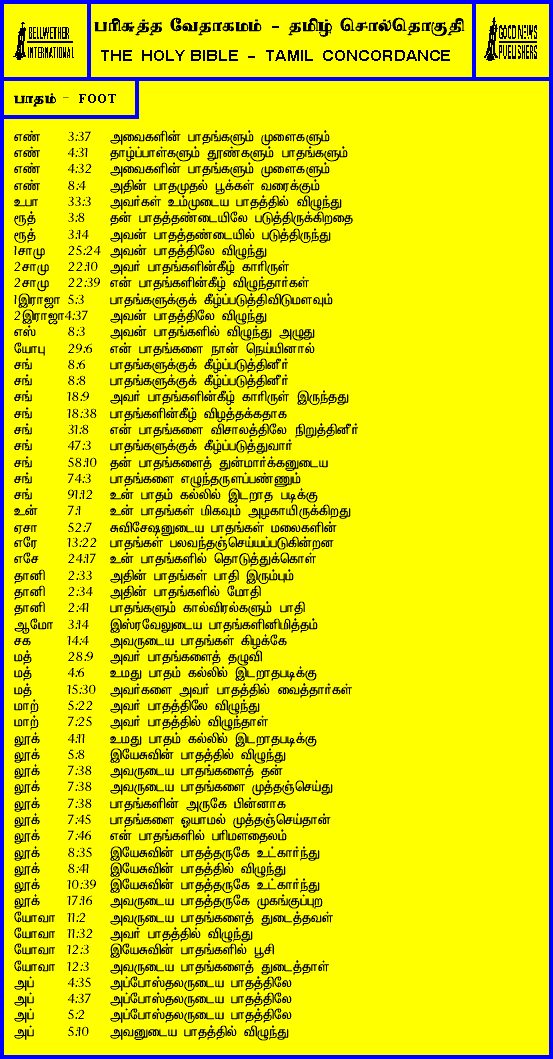 BELLWETHER
INTERNATIONAL
பரிசுத்த வேதாகமம் - தமிழ் சொல்தொகுதி
THE HOLY BIBLE - TAMIL CONCORDANCE
GOOD NEWS
PUBLISHERS
பாதம் - FOOT
எண் 3:37 அவைகளின் பாதங்களும் முளைகளும்
எண் 4:31 தாழ்ப்பாள்களும் தூண்களும் பாதங்களும்
எண் 4:32 அவைகளின் பாதங்களும் முளைகளும்
எண் 8:4 அதின் பாதமுதல் பூக்கள் வரைக்கும்
உபா 33:3 அவர்கள் உம்முடைய பாதத்தில் விழுந்து
ரூத் 3:8 தன் பாதத்தண்டையிலே படுத்திருக்கிறதை
ரூத் 3:14 அவன் பாதத்தண்டையில் படுத்திருந்து
1சாமு 25:24 அவன் பாதத்திலே விழுந்து
2சாமு 22:10 அவர் பாதங்களின்கீழ் காரிருள்
2சாமு 22:39 என் பாதங்களின்கீழ் விழுந்தார்கள்
1இராஜா 5:3 பாதங்களுக்குக் கீழ்ப்படுத்திவிடுமளவும்
2இராஜா4:37 அவன் பாதத்திலே விழுந்து
எஸ் 8:3 அவன் பாதங்களில் விழுந்து அழுது
யோபு 29:6 என் பாதங்களை நான் நெய்யினால்
சங் 8:6 பாதங்களுக்குக் கீழ்ப்படுத்தினீர்
சங் 8:8 பாதங்களுக்குக் கீழ்ப்படுத்தினீர்
சங் 18:9 அவர் பாதங்களின்கீழ் காரிருள் இருந்தது
சங் 18:38 பாதங்களின்கீழ் விழத்தக்கதாக
சங் 31:8 என் பாதங்களை விசாலத்திலே நிறுத்தினீர்
சங் 47:3 பாதங்களுக்குக் கீழ்ப்படுத்துவார்
சங் 58:10 தன் பாதங்களைத் துன்மார்க்கனுடைய
சங் 74:3 பாதங்களை எழுந்தருளப்பண்ணும்
சங் 91:12 உன் பாதம் கல்லில் இடறாத படிக்கு
உன் 7:1 உன் பாதங்கள் மிகவும் அழகாயிருக்கிறது
ஏசா 52:7 சுவிசேஷனுடைய பாதங்கள் மலைகளின்
எரே 13:22 பாதங்கள் பலவந்தஞ்செய்யப்படுகின்றன
எசே 24:17 உன் பாதங்களில் தொடுத்துக்கொள்
தானி 2:33 அதின் பாதங்கள் பாதி இரும்பும்
தானி 2:34 அதின் பாதங்களில் மோதி
தானி 2:41 பாதங்களும் கால்விரல்களும் பாதி
ஆமோ 3:14 இஸ்ரவேலுடைய பாதங்களினிமித்தம்
சக 14:4 அவருடைய பாதங்கள் கிழக்கே
மத் 28:9 அவர் பாதங்களைத் தழுவி
மத் 4:6 உமது பாதம் கல்லில் இடறாதபடிக்கு
மத் 15:30 அவர்களை அவர் பாதத்தில் வைத்தார்கள்
மாற் 5:22 அவர் பாதத்திலே விழுந்து
மாற் 7:25 அவர் பாதத்தில் விழுந்தாள்
லூக் 4:11 உமது பாதம் கல்லில் இடறாதபடிக்கு
லூக் 5:8 இயேசுவின் பாதத்தில் விழுந்து
லூக் 7:38 அவருடைய பாதங்களைத் தன்
லூக் 7:38 அவருடைய பாதங்களை முத்தஞ்செய்து
லூக் 7:38 பாதங்களின் அருகே பின்னாக
லூக் 7:45 பாதங்களை ஓயாமல் முத்தஞ்செய்தான்
லூக் 7:46 என் பாதங்களில் பரிமளதைலம்
லூக் 8:35 இயேசுவின் பாதத்தருகே உட்கார்ந்து
லூக் 8:41 இயேசுவின் பாதத்தில் விழுந்து
லூக் 10:39 இயேசுவின் பாதத்தருகே உட்கார்ந்து
லூக் 17:16 அவருடைய பாதத்தருகே முகங்குப்புற
யோவா 11:2 அவருடைய பாதங்களைத் துடைத்தவள்
யோவா 11:32 அவர் பாதத்தில் விழுந்து
யோவா 12:3 இயேசுவின் பாதங்களில் பூசி
யோவா 12:3 அவருடைய பாதங்களைத் துடைத்தாள்
அப் 4:35 அப்போஸ்தலருடைய பாதத்திலே
அப் 4:37 அப்போஸ்தலருடைய பாதத்திலே
அப் 5:2 அப்போஸ்தலருடைய பாதத்திலே
அப் 5:10 அவனுடைய பாதத்தில் விழுந்து